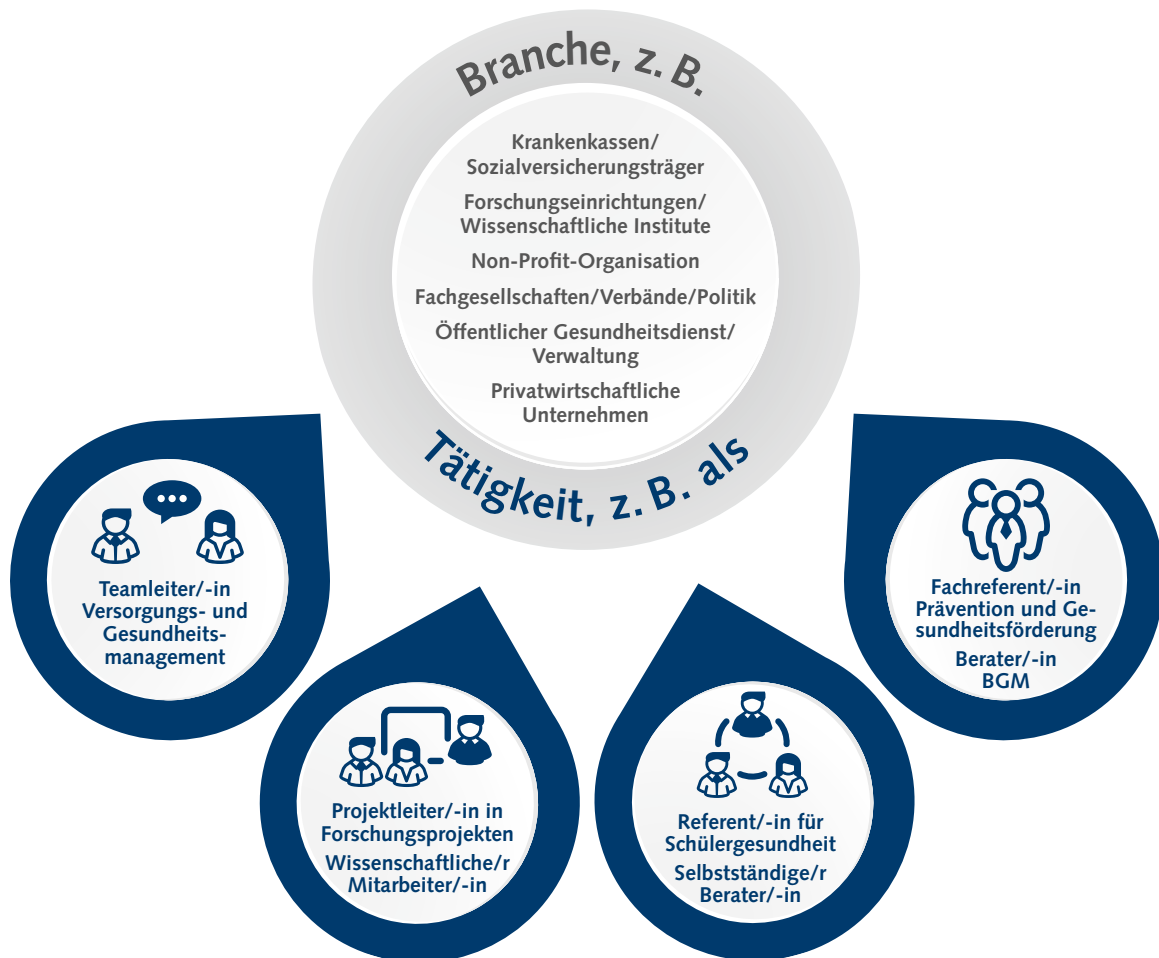 Branche, z. B.
Krankenkassen/
Sozialversicherungsträger
Forschungseinrichtungen/
Wissenschaftliche Institute
Non-Profit-Organisation
Fachgesellschaften/Verbände/Politik
Öffentlicher Gesundheitsdienst/
Verwaltung
Privatwirtschaftliche
Unternehmen
Tätigkeit, z. B. als
Teamleiter/-in
Versorgungs- und
Gesundheits-
management
Projektleiter/-in in
Forschungsprojekten
Wissenschaftliche/r
Mitarbeiter/-in
Referent/-in für
Schülergesundheit
Selbstständige/r
Berater/-in
Fachreferent/-in
Prävention und Ge-
sundheitsförderung
Berater/-in
BGM